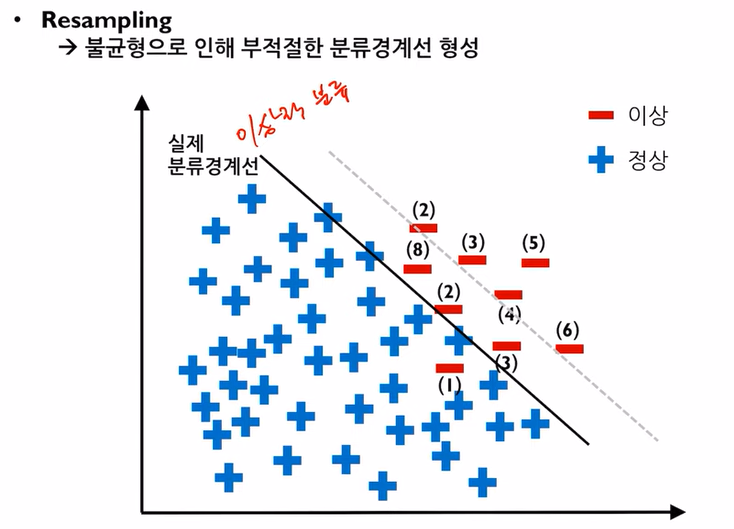 • Resampling
→ 불균형으로 인해 부적절한 분류경계선 형성
이상적 분류
실제
분류경계선
이상
정상
(2)
(8)
(3)
(5)
(2)
(4)
(6)
(3)
(1)